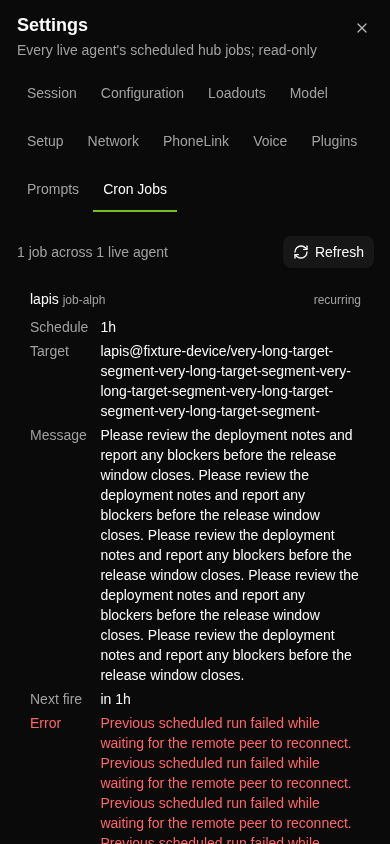 Settings
Every live agent's scheduled hub jobs; read-only
Session Configuration Loadouts Model
Setup Network PhoneLink Voice Plugins
Prompts Cron Jobs
1 job across 1 live agent Refresh
lapis job-alph recurring
Schedule 1h
Target lapis@fixture-device/very-long-target-
segment-very-long-target-segment-very-
long-target-segment-very-long-target-
segment-very-long-target-segment-
Message Please review the deployment notes and
report any blockers before the release
window closes. Please review the
deployment notes and report any
blockers before the release window
closes. Please review the deployment
notes and report any blockers before the
release window closes. Please review the
deployment notes and report any
blockers before the release window
closes. Please review the deployment
notes and report any blockers before the
release window closes.
Next fire in 1h
Error Previous scheduled run failed while
waiting for the remote peer to reconnect.
Previous scheduled run failed while
waiting for the remote peer to reconnect.
Previous scheduled run failed while
waiting for the remote peer to reconnect.
Previous scheduled run failed while